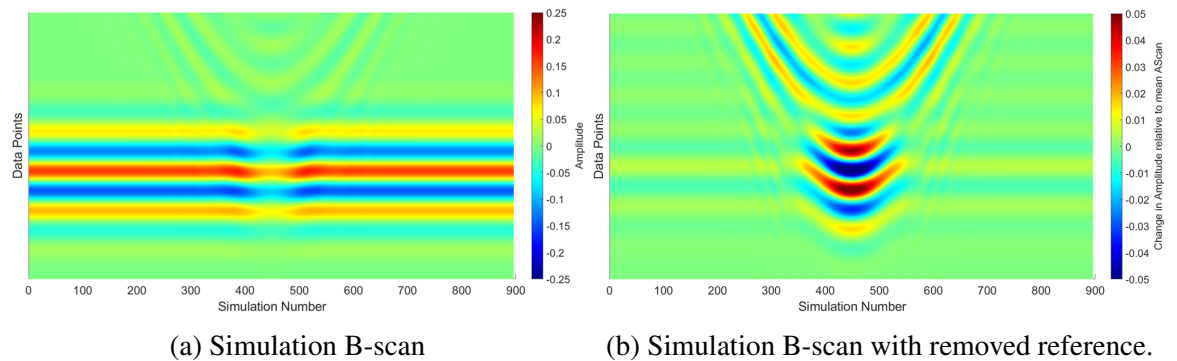 0.25
0.2
0.15
0.1
0.05
0
-0.05
-0.1
-0.15
-0.2
-0.25
Amplitude
Data Points
0 100 200 300 400 500 600 700 800 900
Simulation Number
(a) Simulation B-scan
0.05
0.04
0.03
0.02
0.01
0
-0.01
-0.02
-0.03
-0.04
-0.05
Change in Amplitude relative to mean AScan
Data Points
0 100 200 300 400 500 600 700 800 900
Simulation Number
(b) Simulation B-scan with removed reference.